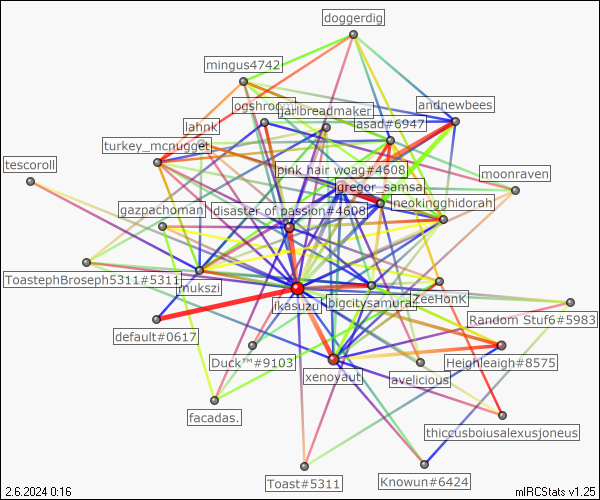 doggerdig
mingus4742
ogshroom
jarlbreadmaker
andnewbees
lahnk
asad#6947
turkey_mcnugget
tescoroll
pink hair woag#4608
moonraven
gregor_samsa
neokingghidorah
gazpachoman
disaster of passion#4608
ToastephBroseph5311#5311
mukszi
ikasuzu
bigcitysamurai
ZeeHonK
Random Stuf6#5983
default#0617
Duck™#9103
xenoyaut
avelicious
Heighleaigh#8575
facadas.
thiccusboiusalexusjoneus
Toast#5311
Knowun#6424
2.6.2024 0:16
mIRCStats v1.25